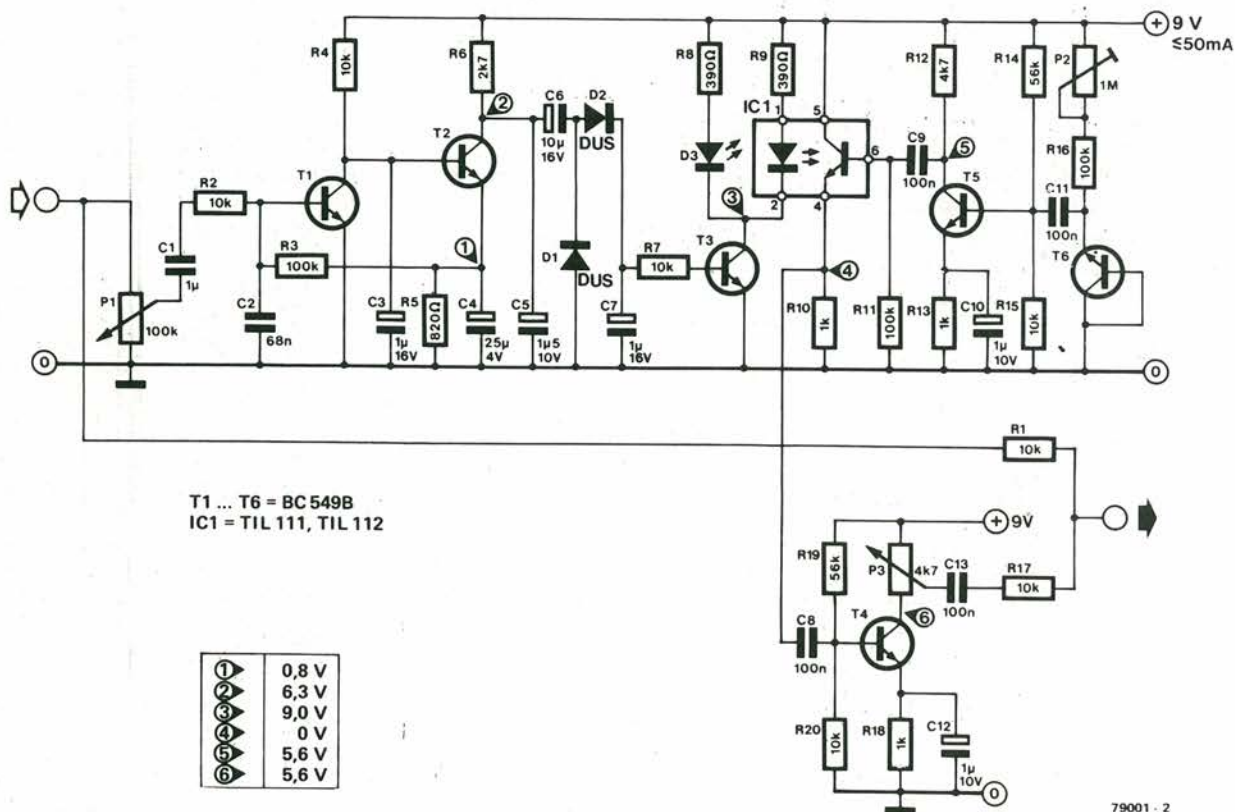 + 9 V
≤50mA
R4
10k
R6
2k7
R8
390Ω
R9
390Ω
R12
4k7
R14
56k
P2
1M
IC1
1
5
6
2
4
C6
10µ
16V
D2
DUS
②
T2
T1
R2
10k
C1
1µ
R3
100k
①
D1
DUS
D3
③
R7
10k
T3
C9
100n
⑤
T5
C11
100n
R16
100k
T6
④
P1
100k
C2
68n
C3
1µ
16V
R5
820Ω
C4
25µ
4V
C5
1µ5
10V
C7
1µ
16V
R10
1k
R11
100k
R13
1k
C10
1µ
10V
R15
10k
0
0
R1
10k
T1 ... T6 = BC 549B
IC1 = TIL 111, TIL 112
+ 9V
R19
56k
P3
4k7
C13
100n
R17
10k
T4
⑥
C8
100n
R20
10k
R18
1k
C12
1µ
10V
0
① 0,8 V
② 6,3 V
③ 9,0 V
④ 0 V
⑤ 5,6 V
⑥ 5,6 V
79001 - 2